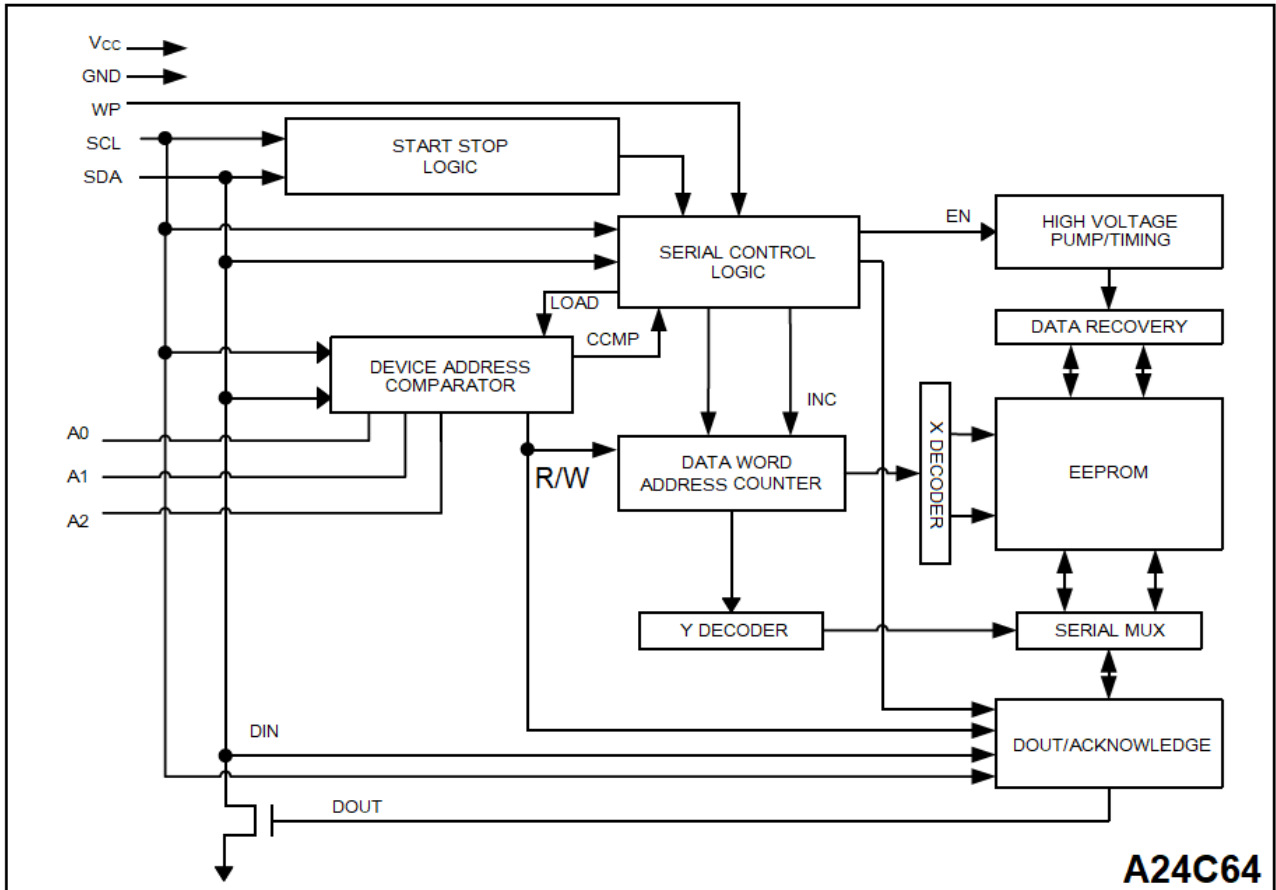 VCC
GND
WP
SCL
SDA
START STOP
LOGIC
SERIAL CONTROL
LOGIC
EN
HIGH VOLTAGE
PUMP/TIMING
LOAD
CCMP
DATA RECOVERY
DEVICE ADDRESS
COMPARATOR
INC
A0
A1
A2
R/W
DATA WORD
ADDRESS COUNTER
X DECODER
EEPROM
Y DECODER
SERIAL MUX
DIN
DOUT/ACKNOWLEDGE
DOUT
A24C64